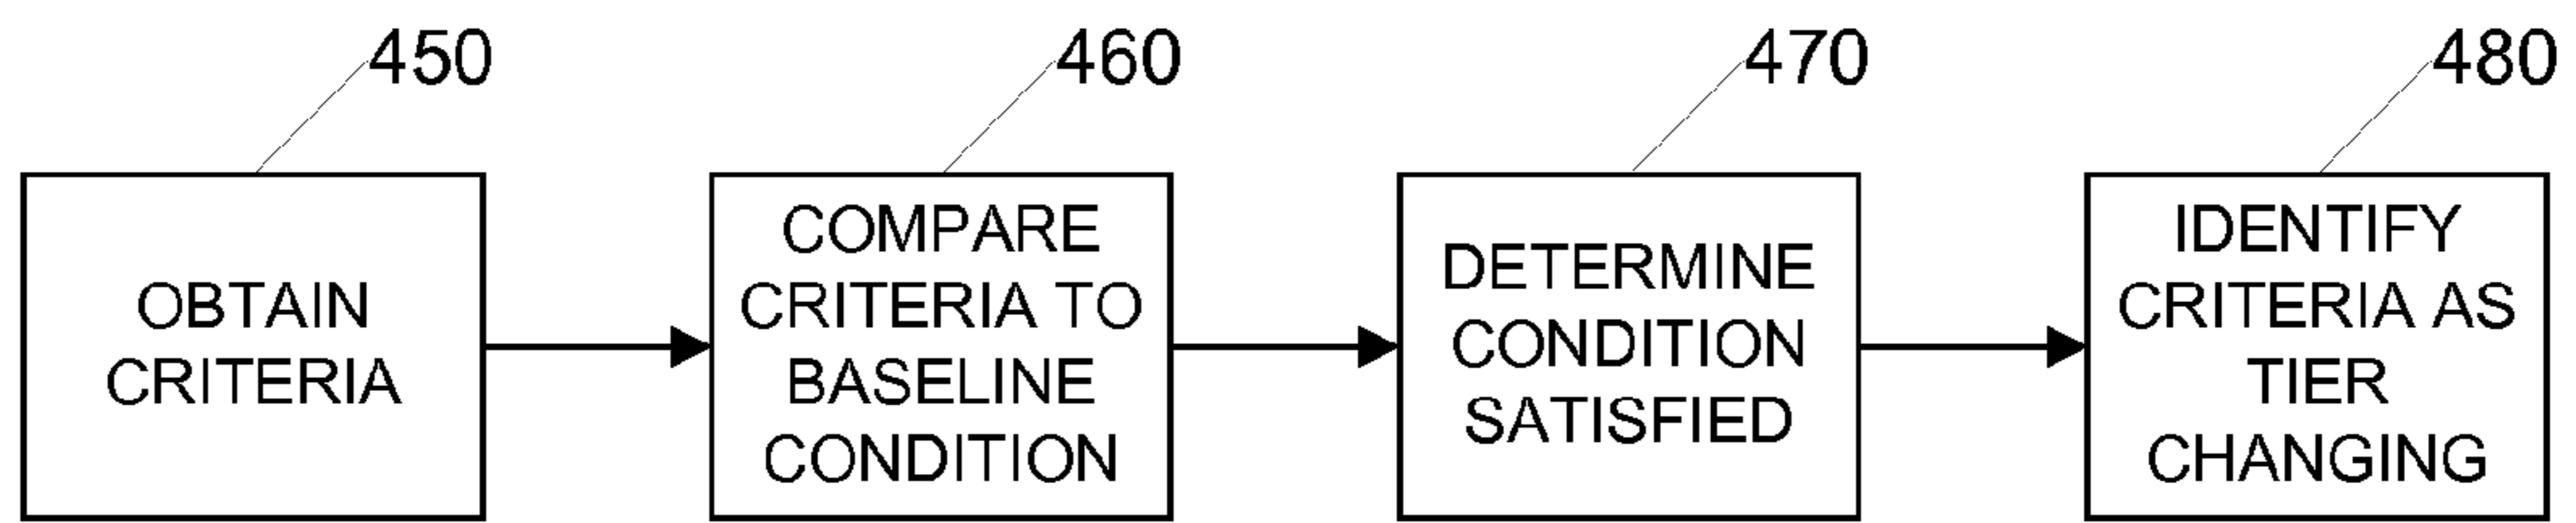 450
460
470
480
OBTAIN
CRITERIA
COMPARE
CRITERIA TO
BASELINE
CONDITION
DETERMINE
CONDITION
SATISFIED
IDENTIFY
CRITERIA AS
TIER
CHANGING